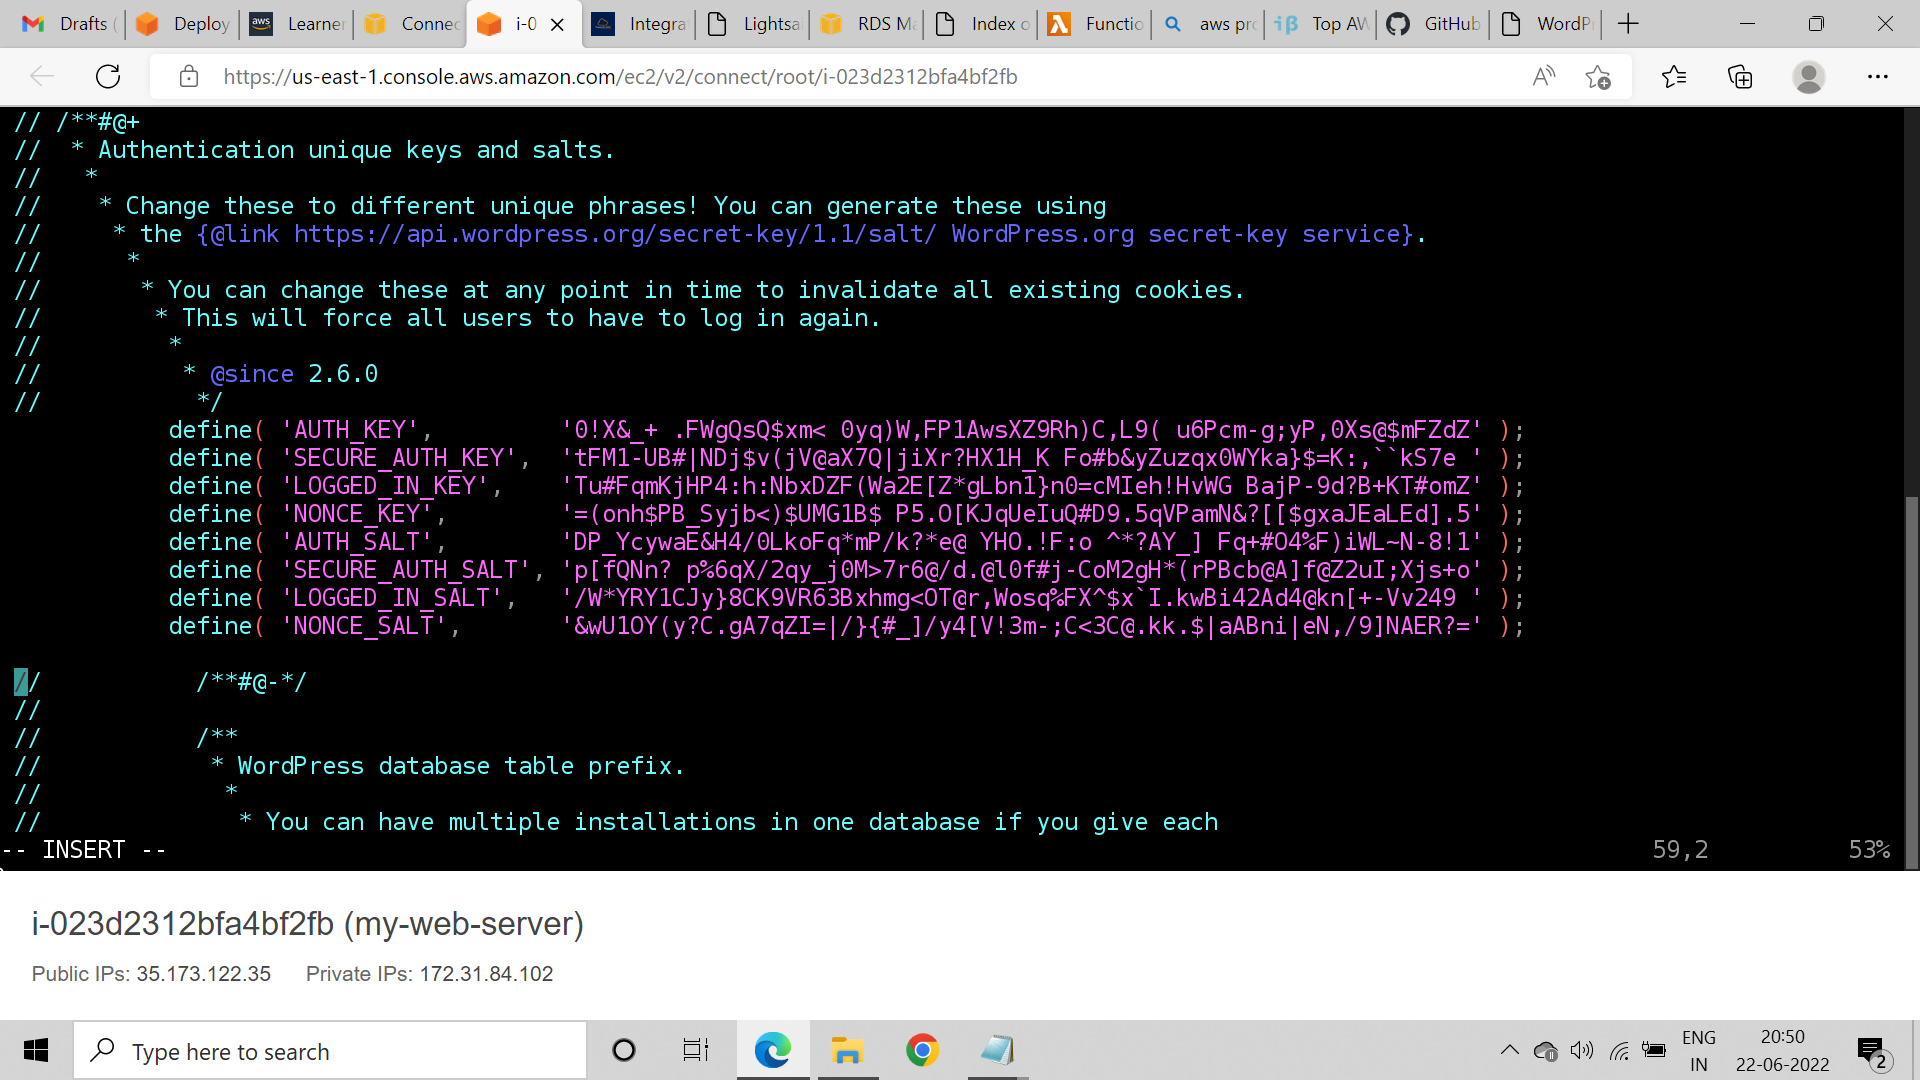 Drafts (
Deploy
Learner
Connec
i-0
Integra
Lightsa
RDS Ma
Index o
Functio
aws pro
Top AW
GitHub
WordPr
https://us-east-1.console.aws.amazon.com/ec2/v2/connect/root/i-023d2312bfa4bf2fb
// /**#@+
//  * Authentication unique keys and salts.
//   *
//    * Change these to different unique phrases! You can generate these using
//     * the {@link https://api.wordpress.org/secret-key/1.1/salt/ WordPress.org secret-key service}.
//      *
//       * You can change these at any point in time to invalidate all existing cookies.
//        * This will force all users to have to log in again.
//         *
//          * @since 2.6.0
//           */
define( 'AUTH_KEY',         '0!X&_+ .FWgQsQ$xm< 0yq)W,FP1AwsXZ9Rh)C,L9( u6Pcm-g;yP,0Xs@$mFZdZ' );
define( 'SECURE_AUTH_KEY',  'tFM1-UB#|NDj$v(jV@aX7Q|jiXr?HX1H_K Fo#b&yZuzqx0WYka}$=K:,``kS7e ' );
define( 'LOGGED_IN_KEY',    'Tu#FqmKjHP4:h:NbxDZF(Wa2E[Z*gLbn1}n0=cMIeh!HvWG BajP-9d?B+KT#omZ' );
define( 'NONCE_KEY',        '=(onh$PB_Syjb<)$UMG1B$ P5.O[KJqUeIuQ#D9.5qVPamN&?[[$gxaJEaLEd].5' );
define( 'AUTH_SALT',        'DP_YcywaE&H4/0LkoFq*mP/k?*e@ YHO.!F:o ^*?AY_] Fq+#O4%F)iWL~N-8!1' );
define( 'SECURE_AUTH_SALT', 'p[fQNn? p%6qX/2qy_j0M>7r6@/d.@l0f#j-CoM2gH*(rPBcb@A]f@Z2uI;Xjs+o' );
define( 'LOGGED_IN_SALT',   '/W*YRY1CJy}8CK9VR63Bxhmg<OT@r,Wosq%FX^$x`I.kwBi42Ad4@kn[+-Vv249 ' );
define( 'NONCE_SALT',       '&wU1OY(y?C.gA7qZI=|/}{#_]/y4[V!3m-;C<3C@.kk.$|aABni|eN,/9]NAER?=' );
//           /**#@-*/
//
//           /**
//            * WordPress database table prefix.
//             *
//              * You can have multiple installations in one database if you give each
-- INSERT --
59,2
53%
i-023d2312bfa4bf2fb (my-web-server)
Public IPs: 35.173.122.35 Private IPs: 172.31.84.102
Type here to search
ENG
IN
20:50
22-06-2022
2